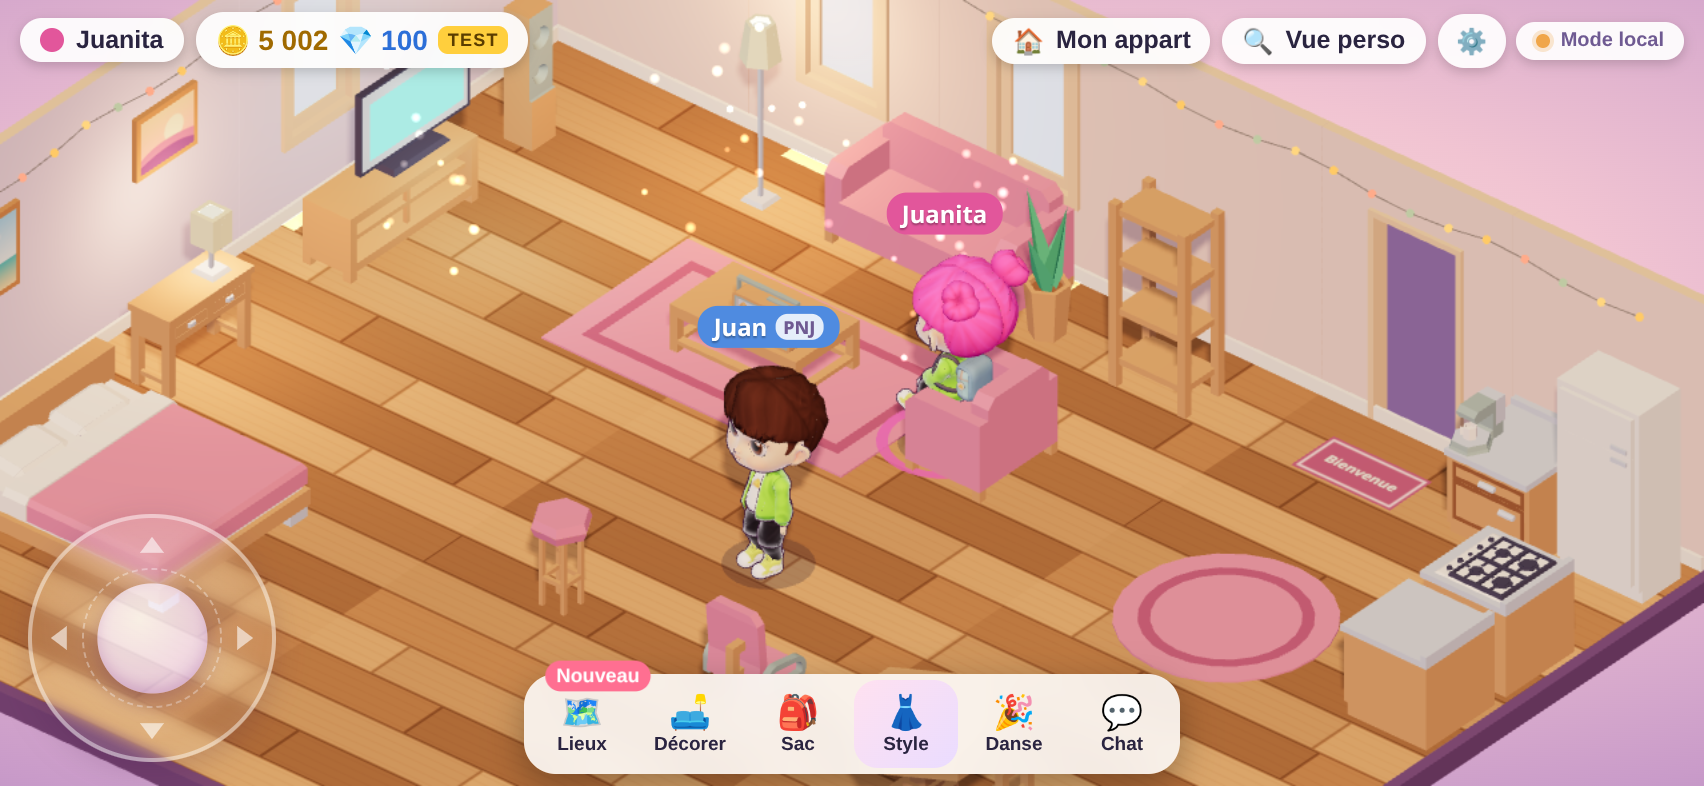 Juanita
5 002
100
TEST
Mon appart
Vue perso
Mode local
Juanita
Juan PNJ
Bienvenue
Nouveau
Lieux
Décorer
Sac
Style
Danse
Chat